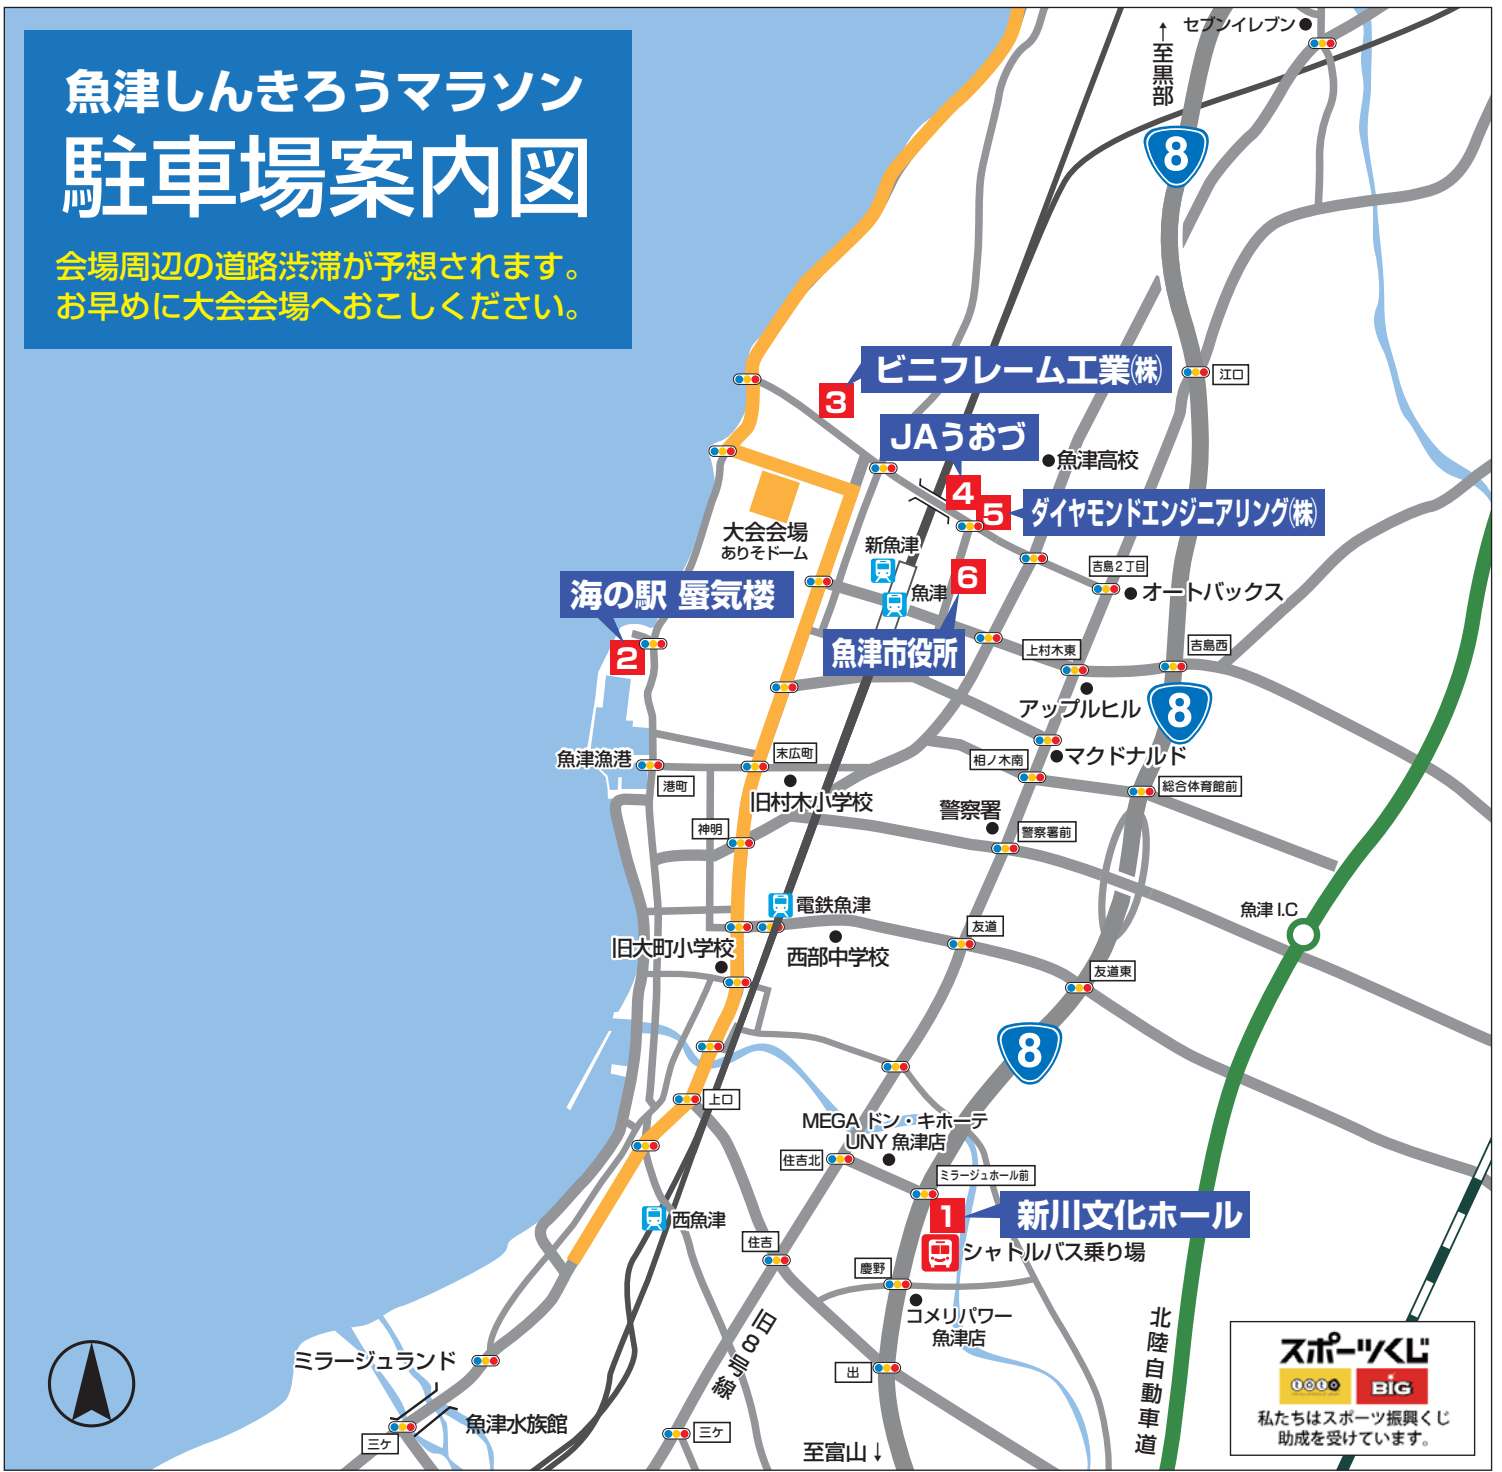 魚津しんきろうマラソン
駐車場案内図
会場周辺の道路渋滞が予想されます。
お早めに大会会場へおこしください。
セブンイレブン
↑至黒部
8
江口
3
ビニフレーム工業㈱
JAうおづ
魚津高校
4
5
ダイヤモンドエンジニアリング㈱
大会会場
ありそドーム
新魚津
魚津
6
吉島2丁目
オートバックス
海の駅 蜃気楼
2
魚津市役所
上村木東
吉島西
アップルヒル
8
魚津漁港
港町
末広町
旧村木小学校
相ノ木南
マクドナルド
総合体育館前
神明
警察署
警察署前
電鉄魚津
西部中学校
旧大町小学校
友道
友道東
魚津 I.C
8
上口
MEGA ドン・キホーテ
UNY 魚津店
住吉北
ミラージュホール前
1
新川文化ホール
シャトルバス乗り場
西魚津
住吉
慶野
コメリパワー
魚津店
旧8号線
出
北陸自動車道
ミラージュランド
魚津水族館
三ケ
三ケ
至富山↓
スポーツくじ
toto
BIG
私たちはスポーツ振興くじ
助成を受けています。